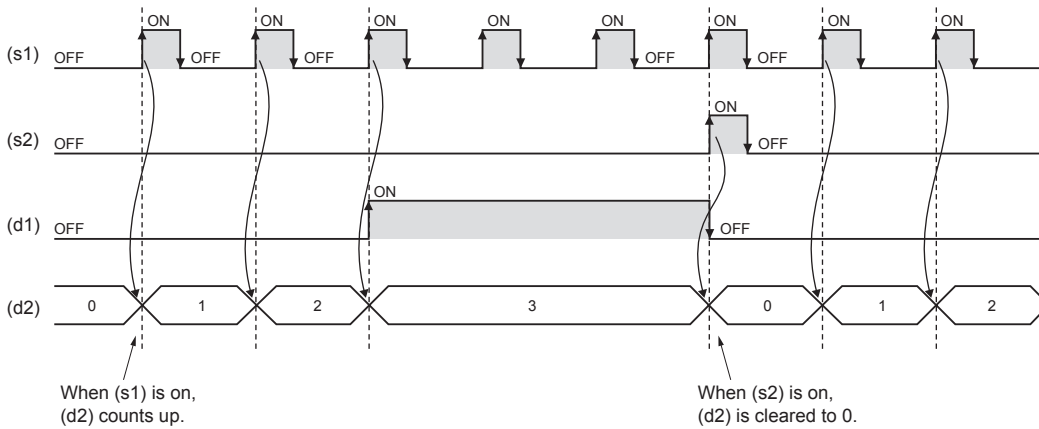 ON ON ON ON ON ON ON ON
(s1) OFF OFF OFF OFF OFF OFF
ON
(s2) OFF OFF
ON
(d1) OFF OFF
(d2) 0 1 2 3 0 1 2
When (s1) is on,
(d2) counts up.
When (s2) is on,
(d2) is cleared to 0.